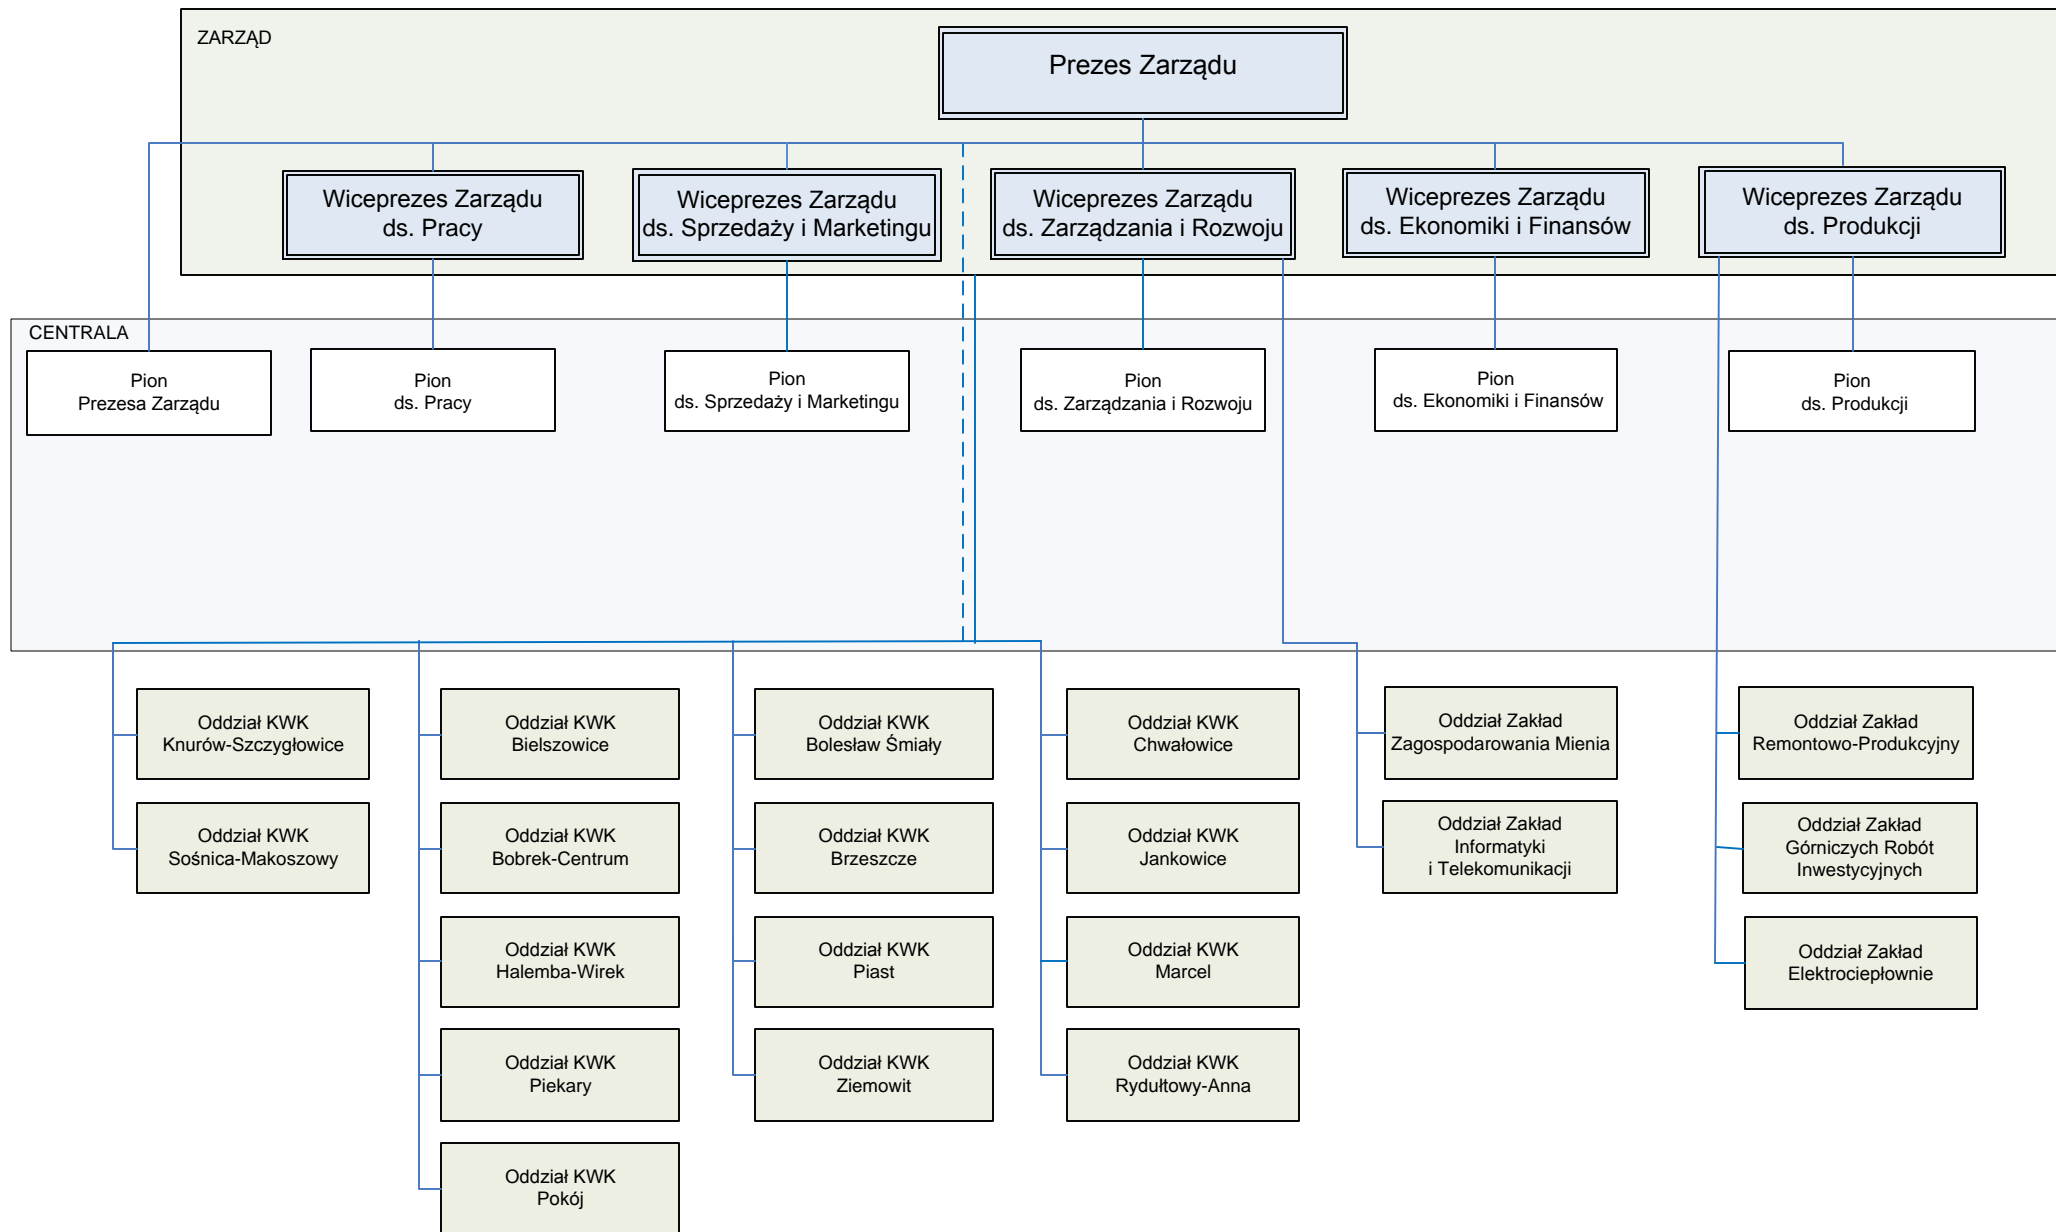 ZARZĄD
Prezes Zarządu
Wiceprezes Zarządu
ds. Pracy
Wiceprezes Zarządu
ds. Sprzedaży i Marketingu
Wiceprezes Zarządu
ds. Zarządzania i Rozwoju
Wiceprezes Zarządu
ds. Ekonomiki i Finansów
Wiceprezes Zarządu
ds. Produkcji
CENTRALA
Pion
Prezesa Zarządu
Pion
ds. Pracy
Pion
ds. Sprzedaży i Marketingu
Pion
ds. Zarządzania i Rozwoju
Pion
ds. Ekonomiki i Finansów
Pion
ds. Produkcji
Oddział KWK
Knurów-Szczygłowice
Oddział KWK
Bielszowice
Oddział KWK
Bolesław Śmiały
Oddział KWK
Chwałowice
Oddział Zakład
Zagospodarowania Mienia
Oddział Zakład
Remontowo-Produkcyjny
Oddział KWK
Sośnica-Makoszowy
Oddział KWK
Bobrek-Centrum
Oddział KWK
Brzeszcze
Oddział KWK
Jankowice
Oddział Zakład
Informatyki
i Telekomunikacji
Oddział Zakład
Górniczych Robót
Inwestycyjnych
Oddział KWK
Halemba-Wirek
Oddział KWK
Piast
Oddział KWK
Marcel
Oddział Zakład
Elektrociepłownie
Oddział KWK
Piekary
Oddział KWK
Ziemowit
Oddział KWK
Rydułtowy-Anna
Oddział KWK
Pokój